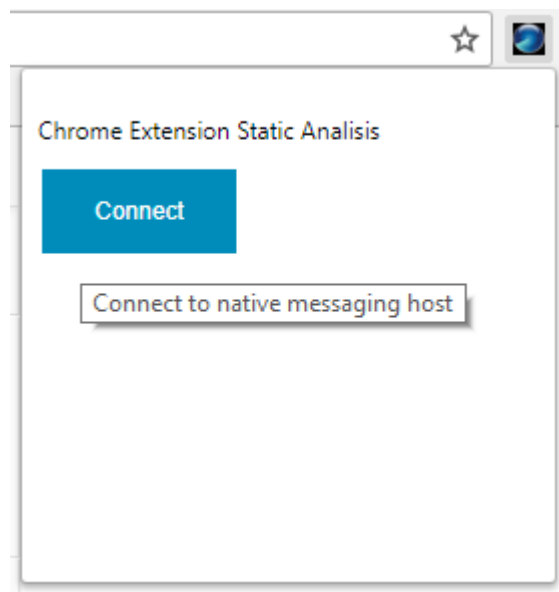 Chrome Extension Static Analisis
Connect
Connect to native messaging host